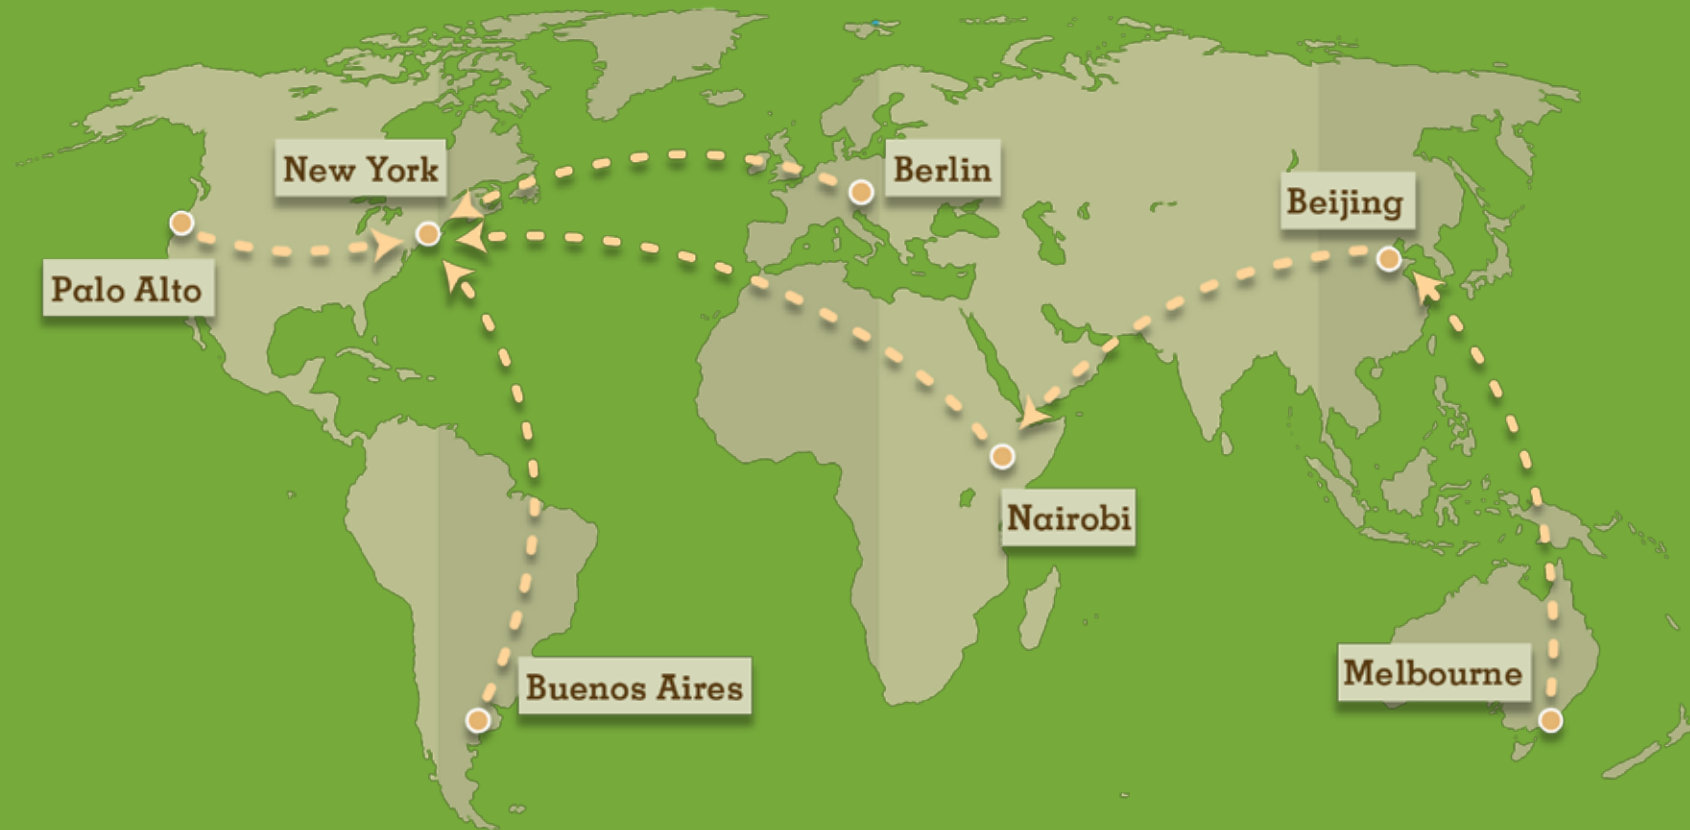 New York
Berlin
Beijing
Palo Alto
Nairobi
Buenos Aires
Melbourne